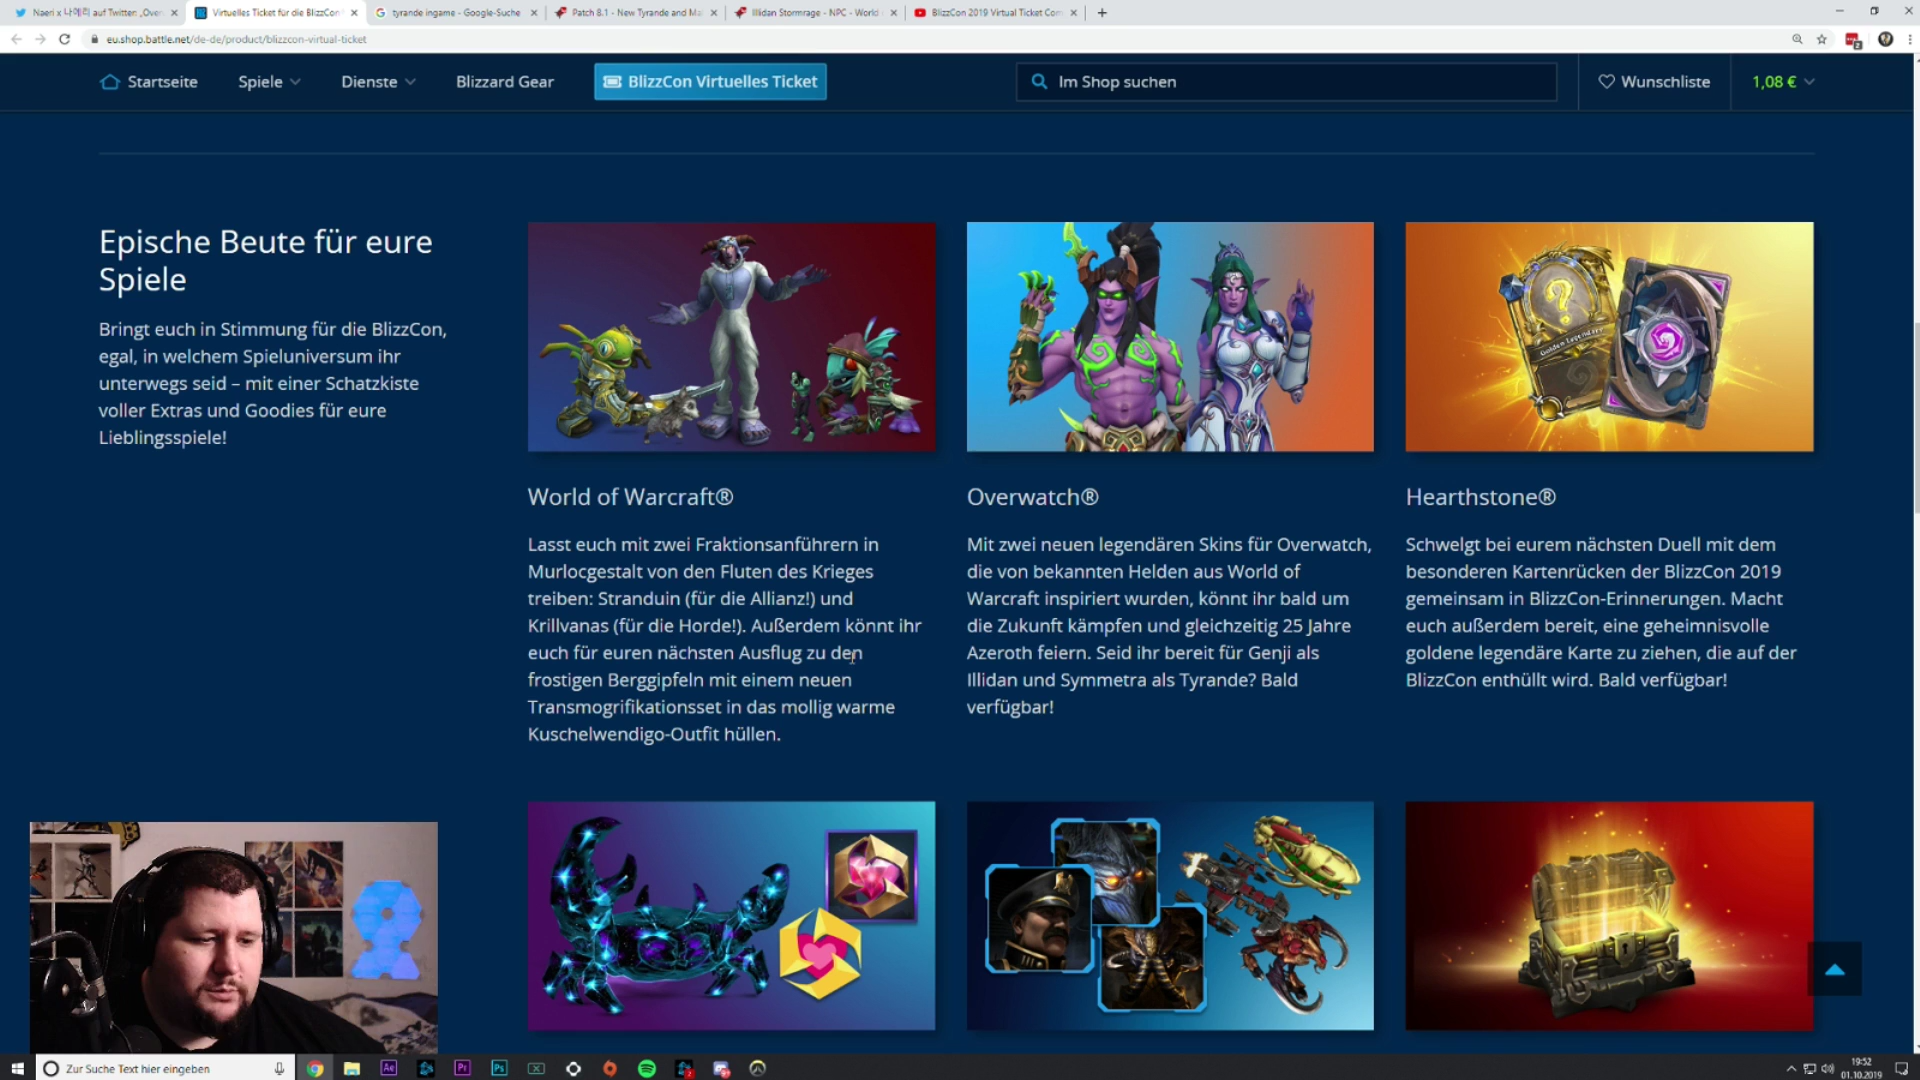 Naeri x 나에리 auf Twitter: „Over
Virtuelles Ticket für die BlizzCon
tyrande ingame - Google-Suche
Patch 8.1 - New Tyrande and Ma
Illidan Stormrage - NPC - World
BlizzCon 2019 Virtual Ticket Com
eu.shop.battle.net/de-de/product/blizzcon-virtual-ticket
Startseite
Spiele
Dienste
Blizzard Gear
BlizzCon Virtuelles Ticket
Im Shop suchen
Wunschliste
1,08 €
Epische Beute für eure
Spiele
Bringt euch in Stimmung für die BlizzCon,
egal, in welchem Spieluniversum ihr
unterwegs seid – mit einer Schatzkiste
voller Extras und Goodies für eure
Lieblingsspiele!
Golden Legendary
World of Warcraft®
Lasst euch mit zwei Fraktionsanführern in
Murlocgestalt von den Fluten des Krieges
treiben: Stranduin (für die Allianz!) und
Krillvanas (für die Horde!). Außerdem könnt ihr
euch für euren nächsten Ausflug zu den
frostigen Berggipfeln mit einem neuen
Transmogrifikationsset in das mollig warme
Kuschelwendigo-Outfit hüllen.
Overwatch®
Mit zwei neuen legendären Skins für Overwatch,
die von bekannten Helden aus World of
Warcraft inspiriert wurden, könnt ihr bald um
die Zukunft kämpfen und gleichzeitig 25 Jahre
Azeroth feiern. Seid ihr bereit für Genji als
Illidan und Symmetra als Tyrande? Bald
verfügbar!
Hearthstone®
Schwelgt bei eurem nächsten Duell mit dem
besonderen Kartenrücken der BlizzCon 2019
gemeinsam in BlizzCon-Erinnerungen. Macht
euch außerdem bereit, eine geheimnisvolle
goldene legendäre Karte zu ziehen, die auf der
BlizzCon enthüllt wird. Bald verfügbar!
Zur Suche Text hier eingeben
Ae
Pr
Ps
19:52
01.10.2019